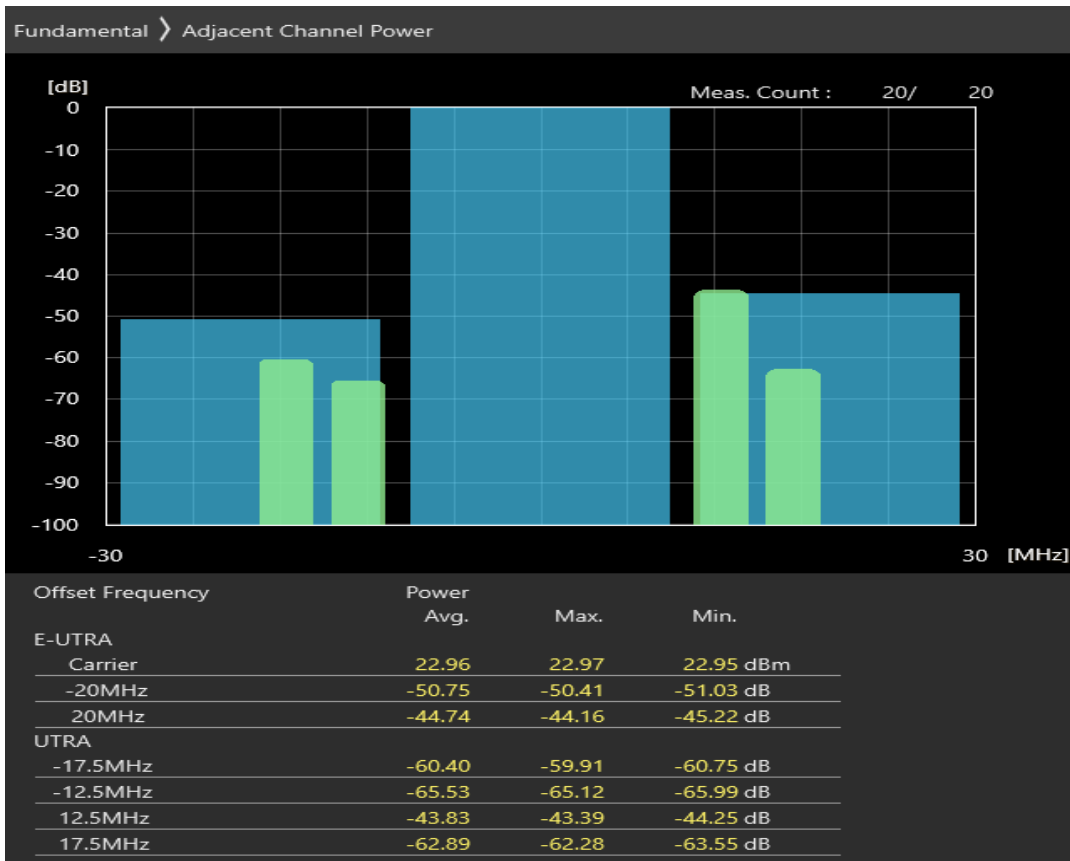 Fundamental 〉 Adjacent Channel Power
[dB]
Meas. Count : 20/ 20
0
-10
-20
-30
-40
-50
-60
-70
-80
-90
-100
-30 30 [MHz]
Offset Frequency Power
Avg. Max. Min.
E-UTRA
Carrier 22.96 22.97 22.95 dBm
-20MHz -50.75 -50.41 -51.03 dB
20MHz -44.74 -44.16 -45.22 dB
UTRA
-17.5MHz -60.40 -59.91 -60.75 dB
-12.5MHz -65.53 -65.12 -65.99 dB
12.5MHz -43.83 -43.39 -44.25 dB
17.5MHz -62.89 -62.28 -63.55 dB